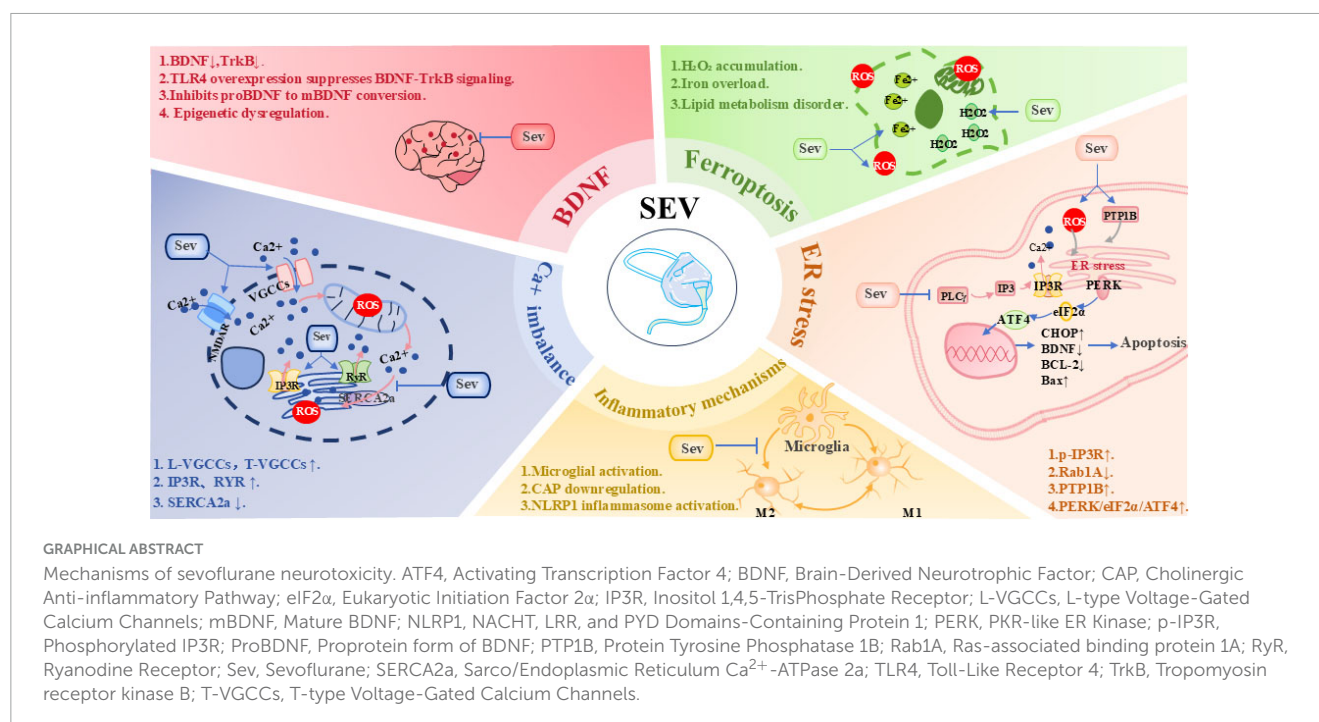 1.BDNF↓,TrkB↓.
2.TLR4 overexpression suppresses BDNF-TrkB signaling.
3.Inhibits proBDNF to mBDNF conversion.
4. Epigenetic dysregulation.
Sev
BDNF
1.H₂O₂ accumulation.
2.Iron overload.
3.Lipid metabolism disorder.
ROS
ROS
Fe2+
Fe2+
Fe2+
H2O2
H2O2
H2O2
Sev
Sev
ROS
Ferroptosis
SEV
Sev
Ca2+
VGCCs
Ca2+
Ca2+
NMDAR
ROS
Sev
Ca2+
IP3R
RyR
SERCA2a
ROS
Sev
Ca+ imbalance
1. L-VGCCs，T-VGCCs↑.
2. IP3R、RYR ↑.
3. SERCA2a ↓.
ER stress
Sev
ROS
PTP1B
Ca2+
ER stress
Sev
PLCγ
IP3
IP3R
PERK
eIF2α
ATF4
CHOP↑
BDNF↓
BCL-2↓
Bax↑
Apoptosis
1.p-IP3R↑.
2.Rab1A↓.
3.PTP1B↑.
4.PERK/eIF2α/ATF4↑.
Inflammatory mechanisms
Sev
Microglia
1.Microglial activation.
2.CAP downregulation.
3.NLRP1 inflammasome activation.
M2
M1
GRAPHICAL ABSTRACT
Mechanisms of sevoflurane neurotoxicity. ATF4, Activating Transcription Factor 4; BDNF, Brain-Derived Neurotrophic Factor; CAP, Cholinergic
Anti-inflammatory Pathway; eIF2α, Eukaryotic Initiation Factor 2α; IP3R, Inositol 1,4,5-TrisPhosphate Receptor; L-VGCCs, L-type Voltage-Gated
Calcium Channels; mBDNF, Mature BDNF; NLRP1, NACHT, LRR, and PYD Domains-Containing Protein 1; PERK, PKR-like ER Kinase; p-IP3R,
Phosphorylated IP3R; ProBDNF, Proprotein form of BDNF; PTP1B, Protein Tyrosine Phosphatase 1B; Rab1A, Ras-associated binding protein 1A; RyR,
Ryanodine Receptor; Sev, Sevoflurane; SERCA2a, Sarco/Endoplasmic Reticulum Ca²⁺-ATPase 2a; TLR4, Toll-Like Receptor 4; TrkB, Tropomyosin
receptor kinase B; T-VGCCs, T-type Voltage-Gated Calcium Channels.